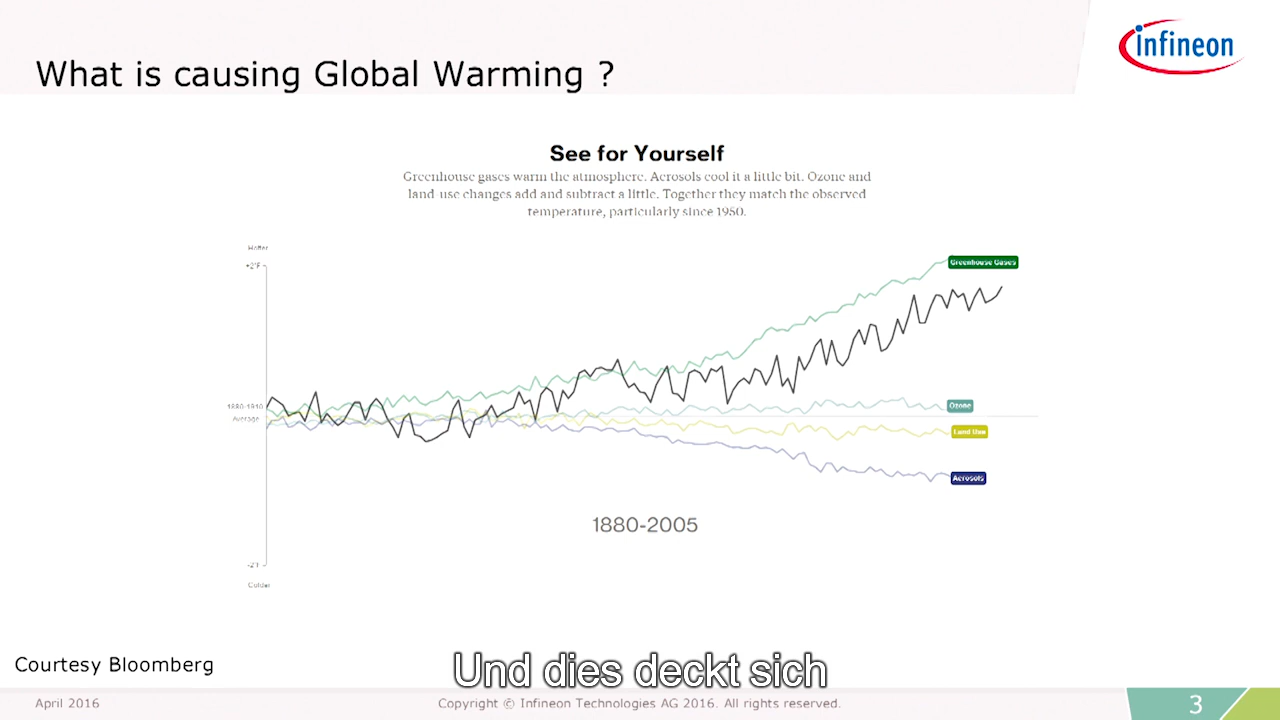 infineon
What is causing Global Warming ?
See for Yourself
Greenhouse gases warm the atmosphere. Aerosols cool it a little bit. Ozone and
land-use changes add and subtract a little. Together they match the observed
temperature, particularly since 1950.
Hotter
+2°F
Greenhouse Gases
1880-1910
Average
Ozone
Land Use
Aerosols
1880-2005
-2°F
Colder
Courtesy Bloomberg
Und dies deckt sich
April 2016
Copyright © Infineon Technologies AG 2016. All rights reserved.
3